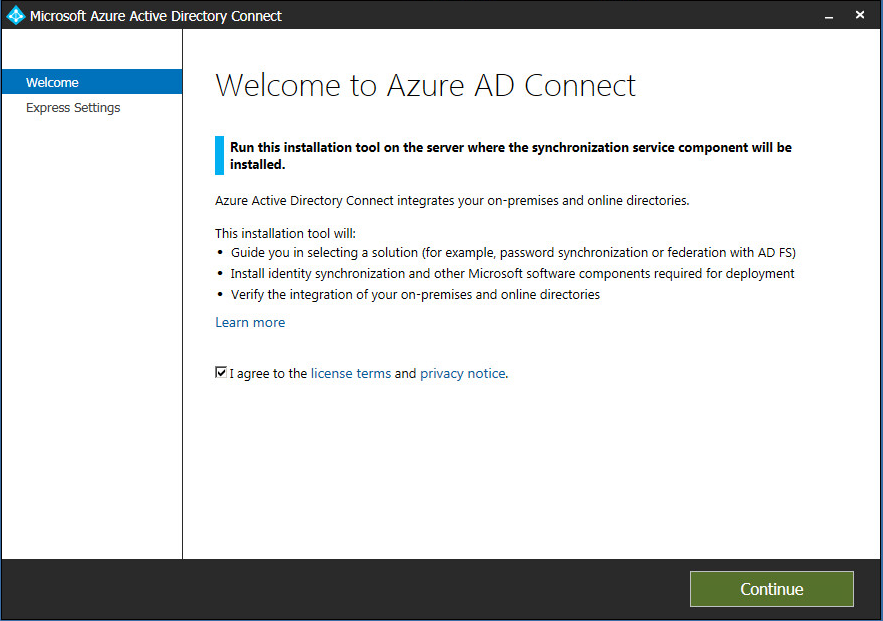 Microsoft Azure Active Directory Connect
Welcome
Express Settings
Welcome to Azure AD Connect
Run this installation tool on the server where the synchronization service component will be
installed.
Azure Active Directory Connect integrates your on-premises and online directories.
This installation tool will:
• Guide you in selecting a solution (for example, password synchronization or federation with AD FS)
• Install identity synchronization and other Microsoft software components required for deployment
• Verify the integration of your on-premises and online directories
Learn more
I agree to the license terms and privacy notice.
Continue